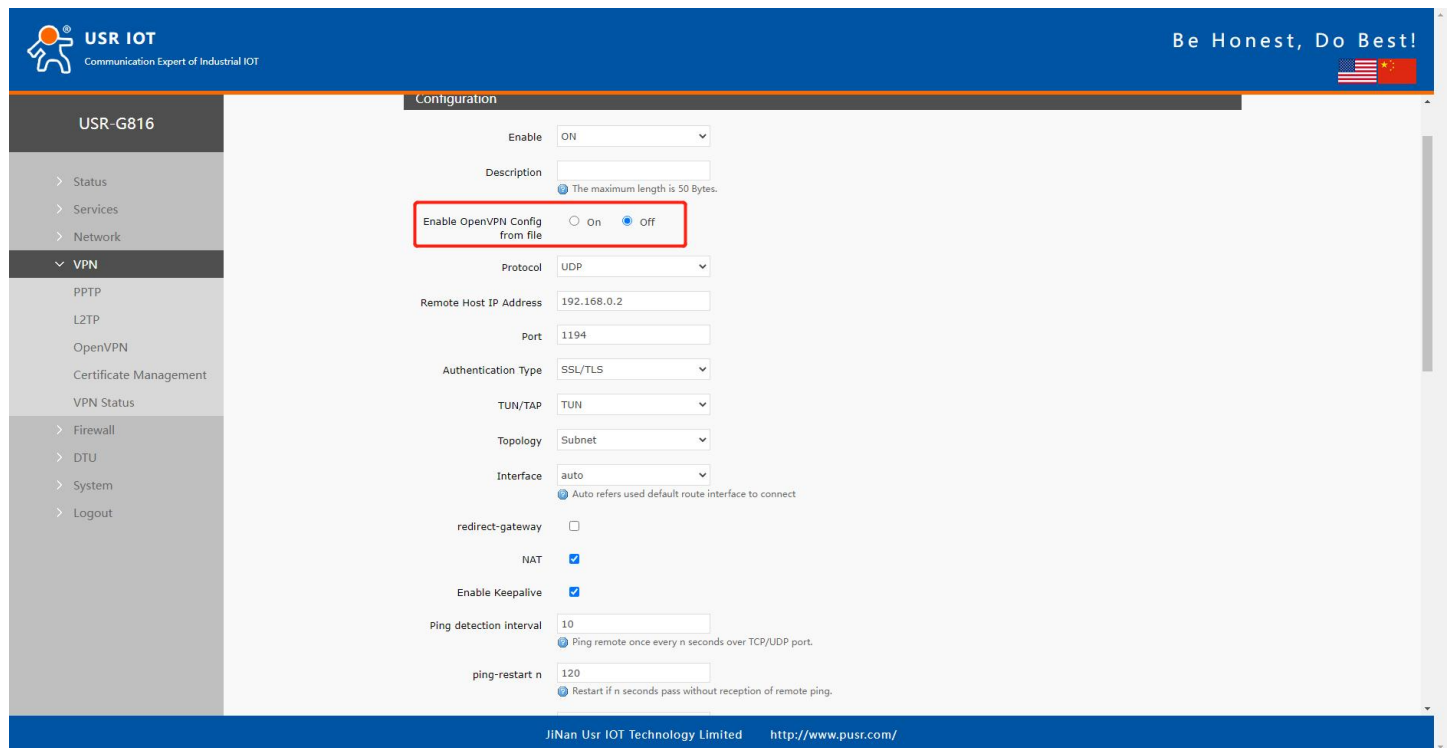 USR IOT
Communication Expert of Industrial IOT
Be Honest, Do Best!
USR-G816
Status
Services
Network
VPN
PPTP
L2TP
OpenVPN
Certificate Management
VPN Status
Firewall
DTU
System
Logout
Configuration
Enable ON
Description
The maximum length is 50 Bytes.
Enable OpenVPN Config On Off
from file
Protocol UDP
Remote Host IP Address 192.168.0.2
Port 1194
Authentication Type SSL/TLS
TUN/TAP TUN
Topology Subnet
Interface auto
Auto refers used default route interface to connect
redirect-gateway
NAT
Enable Keepalive
Ping detection interval 10
Ping remote once every n seconds over TCP/UDP port.
ping-restart n 120
Restart if n seconds pass without reception of remote ping.
JiNan Usr IOT Technology Limited http://www.pusr.com/